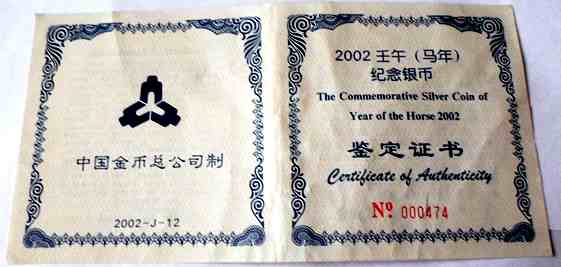 中国金币总公司制
2002-J-12
2002 壬午（马年）
纪念银币
The Commemorative Silver Coin of
Year of the Horse 2002
鉴定证书
Certificate of Authenticity
Nº 000474